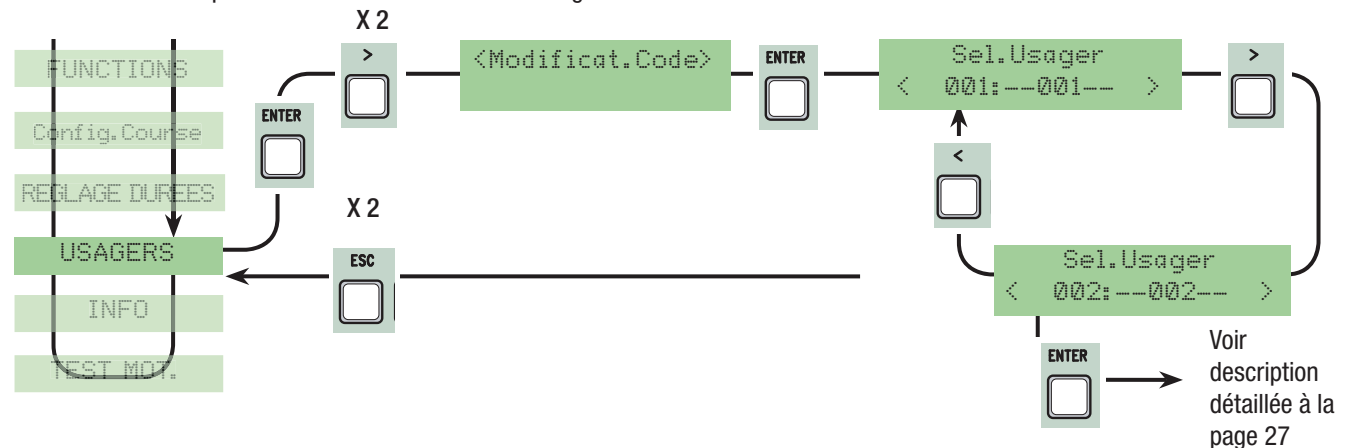 X 2
FUNCTIONS
>
<Modificat.Code>
ENTER
Sel.Usager
< 001:--001-- >
>
Config.Course
ENTER
<
REGLAGE DUREES
X 2
USAGERS
ESC
Sel.Usager
< 002:--002-- >
INFO
TEST MOT.
ENTER
Voir
description
détaillée à la
page 27